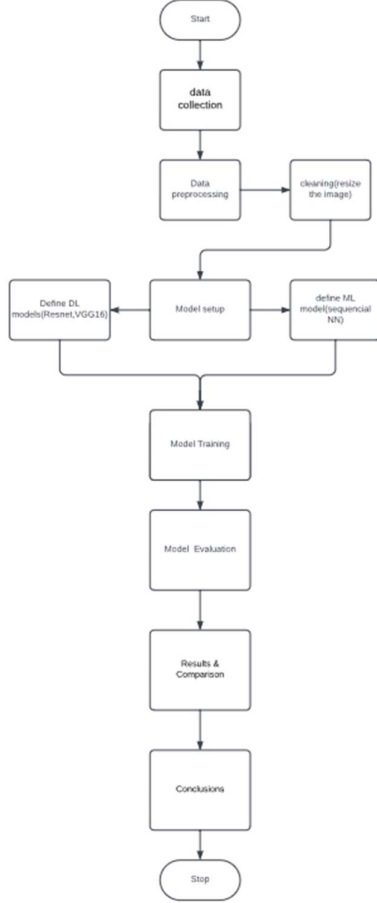 Start
data
collection
Data
preprocessing
cleaning(resize
the image)
Define DL
models(Resnet,VGG16)
Model setup
define ML
model(sequencial
NN)
Model Training
Model Evaluation
Results &
Comparison
Conclusions
Stop